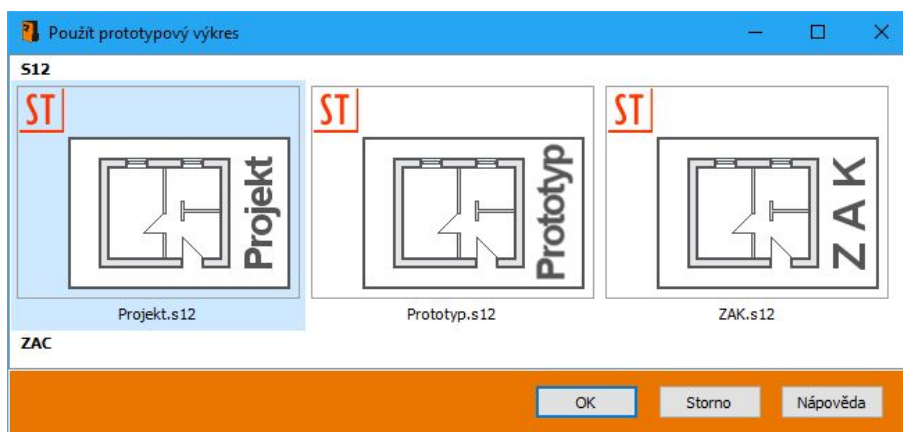 Použít prototypový výkres
S12
ST
ST
ST
Projekt
Prototyp
ZAK
Projekt.s12
Prototyp.s12
ZAK.s12
ZAC
OK
Storno
Nápověda